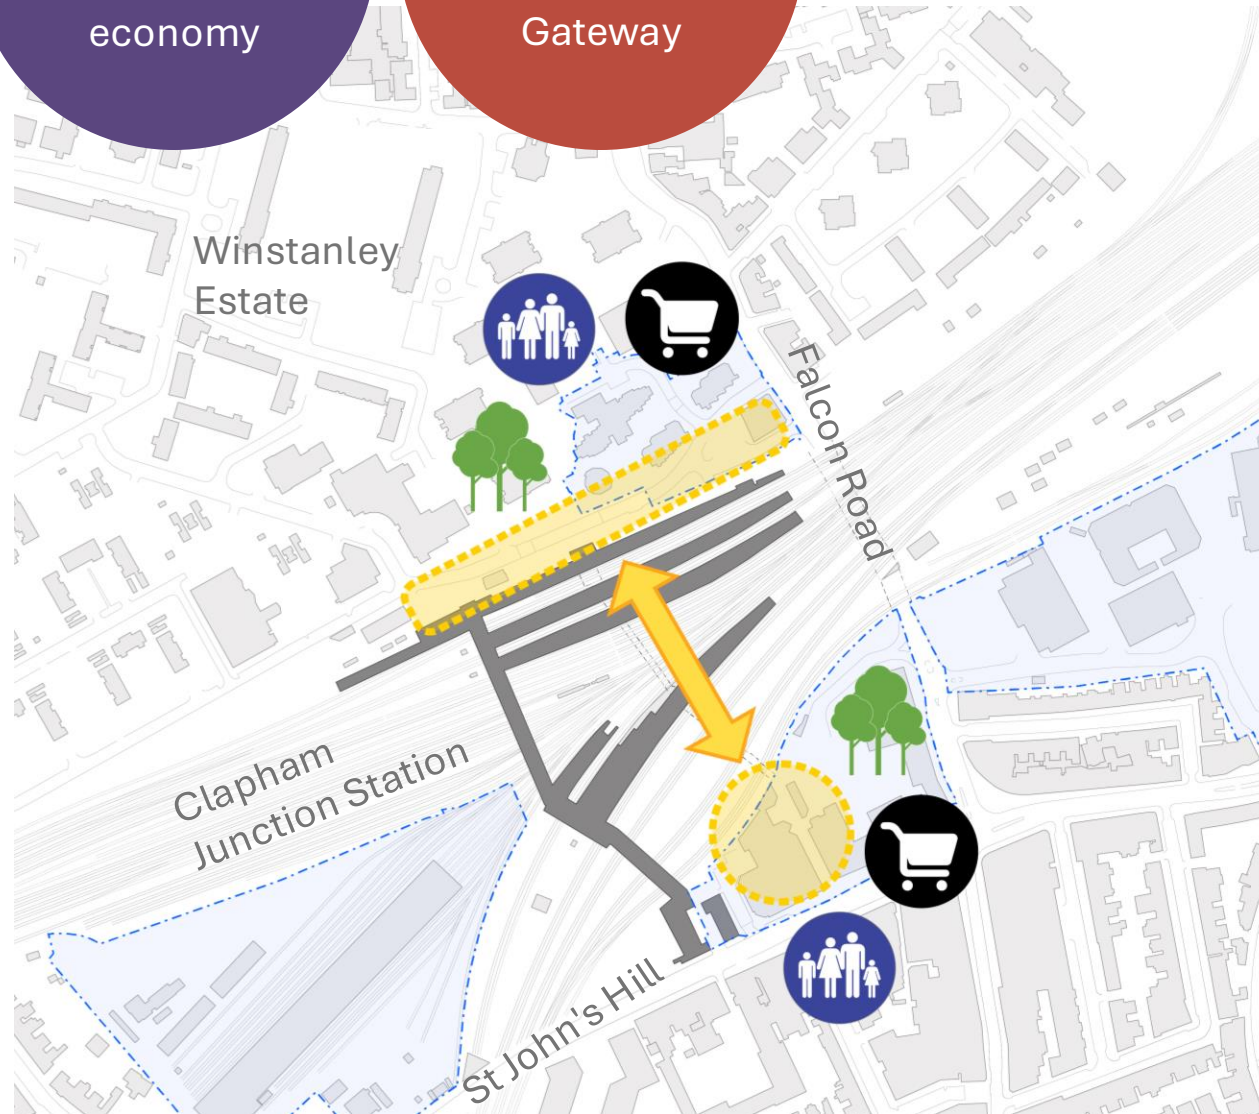 economy
Gateway
Winstanley
Estate
Falcon Road
Clapham
Junction Station
St John's Hill